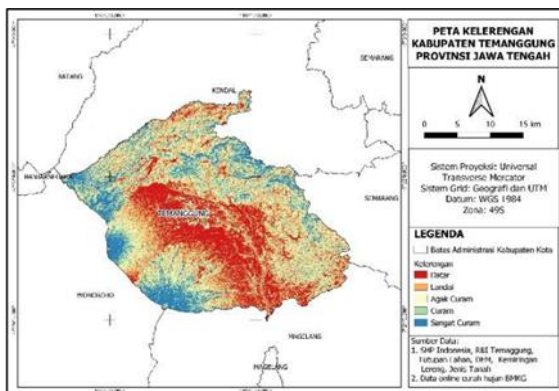 PETA KELERENGAN
KABUPATEN TEMANGGUNG
PROVINSI JAWA TENGAH
N
0 5 10 15 km
Sistem Proyeksi: Universal
Transverse Mercator
Sistem Grid: Geografi dan UTM
Datum: WGS 1984
Zona: 49S
LEGENDA
Batas Administrasi Kabupaten Kota
Kelerengan
Datar
Landai
Agak Curam
Curam
Sangat Curam
Sumber Data:
1. SHP Indonesia, RBI Temaggung,
Tutupan Lahan, DEM, Kemiringan
Lereng, Jenis Tanah
2. Data online curah hujan BMKG
BATANG
KENDAL
SEMARANG
SEMARANG
TEMANGGUNG
WONOSOBO
MAGELANG
MAGELANG